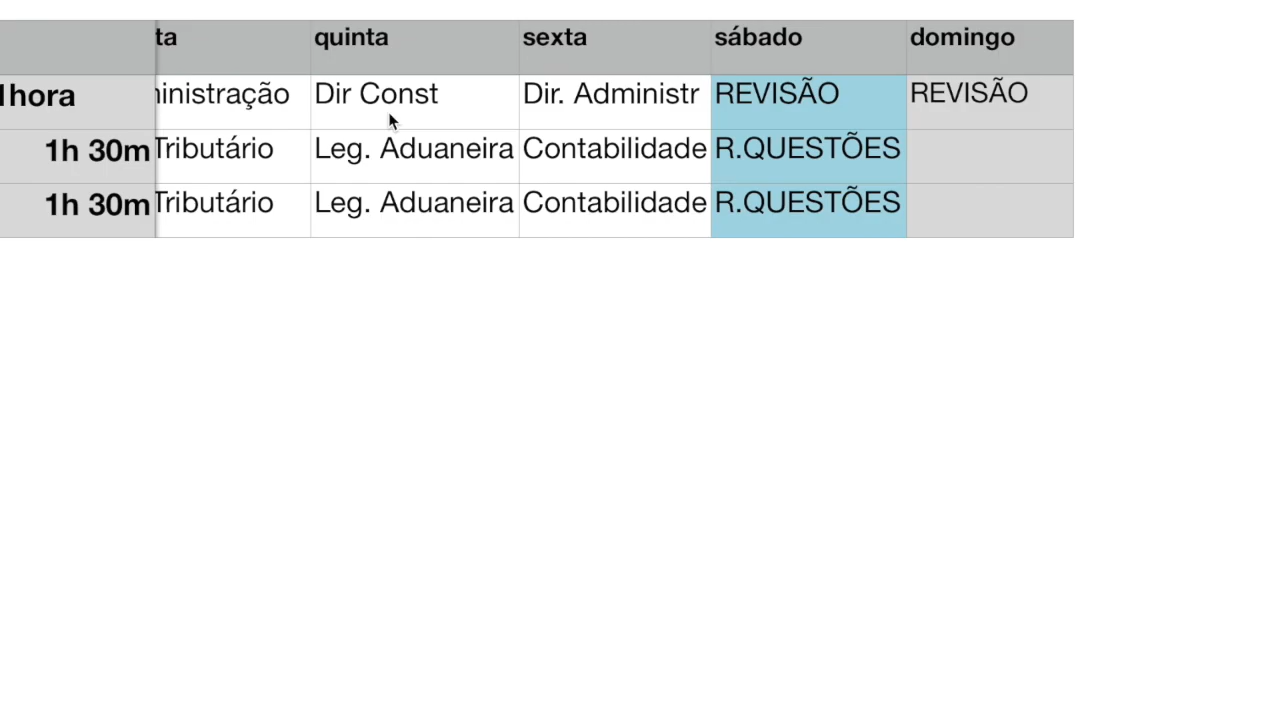 ta quinta sexta sábado domingo
1hora inistração Dir Const Dir. Administr REVISÃO REVISÃO
1h 30m Tributário Leg. Aduaneira Contabilidade R.QUESTÕES
1h 30m Tributário Leg. Aduaneira Contabilidade R.QUESTÕES